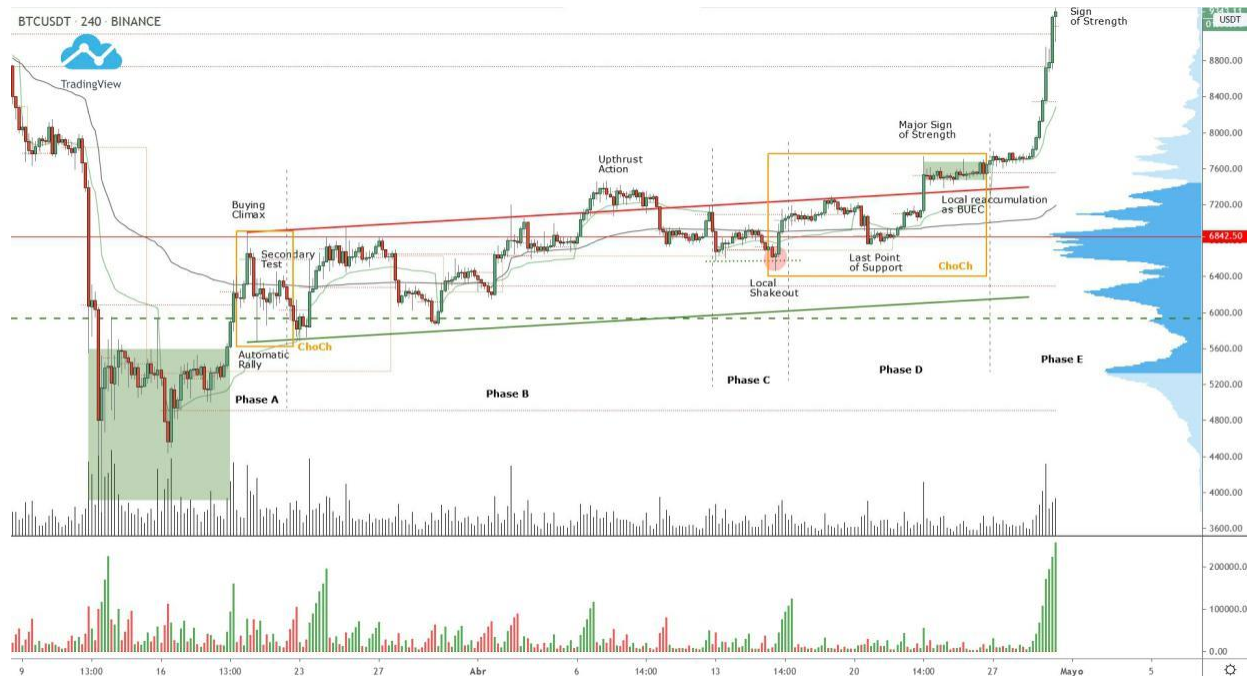 BTCUSDT · 240 · BINANCE
TradingView
Sign
of Strength
USDT
8800.00
8400.00
8000.00
7600.00
7200.00
6842.50
6400.00
6000.00
5600.00
5200.00
4800.00
4400.00
4000.00
3600.00
200000.0
100000.0
0.00
Major Sign
of Strength
Upthrust
Action
Buying
Climax
Secondary
Test
Local reaccumulation
as BUEC
Last Point
of Support
ChoCh
Local
Shakeout
ChoCh
Automatic
Rally
Phase A
Phase B
Phase C
Phase D
Phase E
9
13:00
16
13:00
23
27
Abr
6
14:00
13
14:00
20
14:00
27
Mayo
5